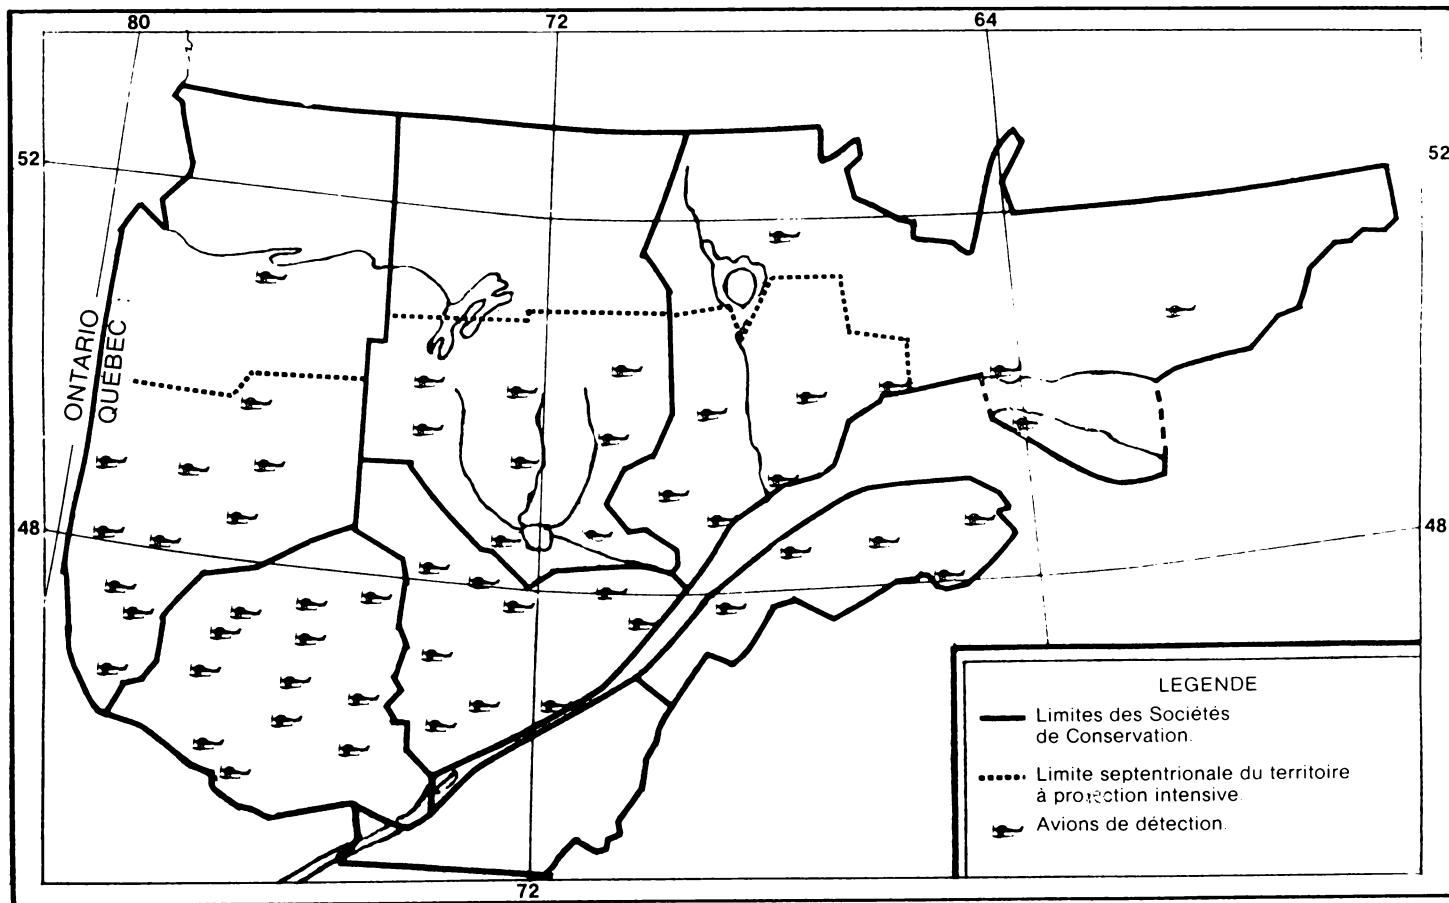 80 72 64
52 52
ONTARIO
QUÉBEC
48 48
LEGENDE
Limites des Sociétés
de Conservation.
Limite septentrionale du territoire
à protection intensive.
Avions de détection.
72